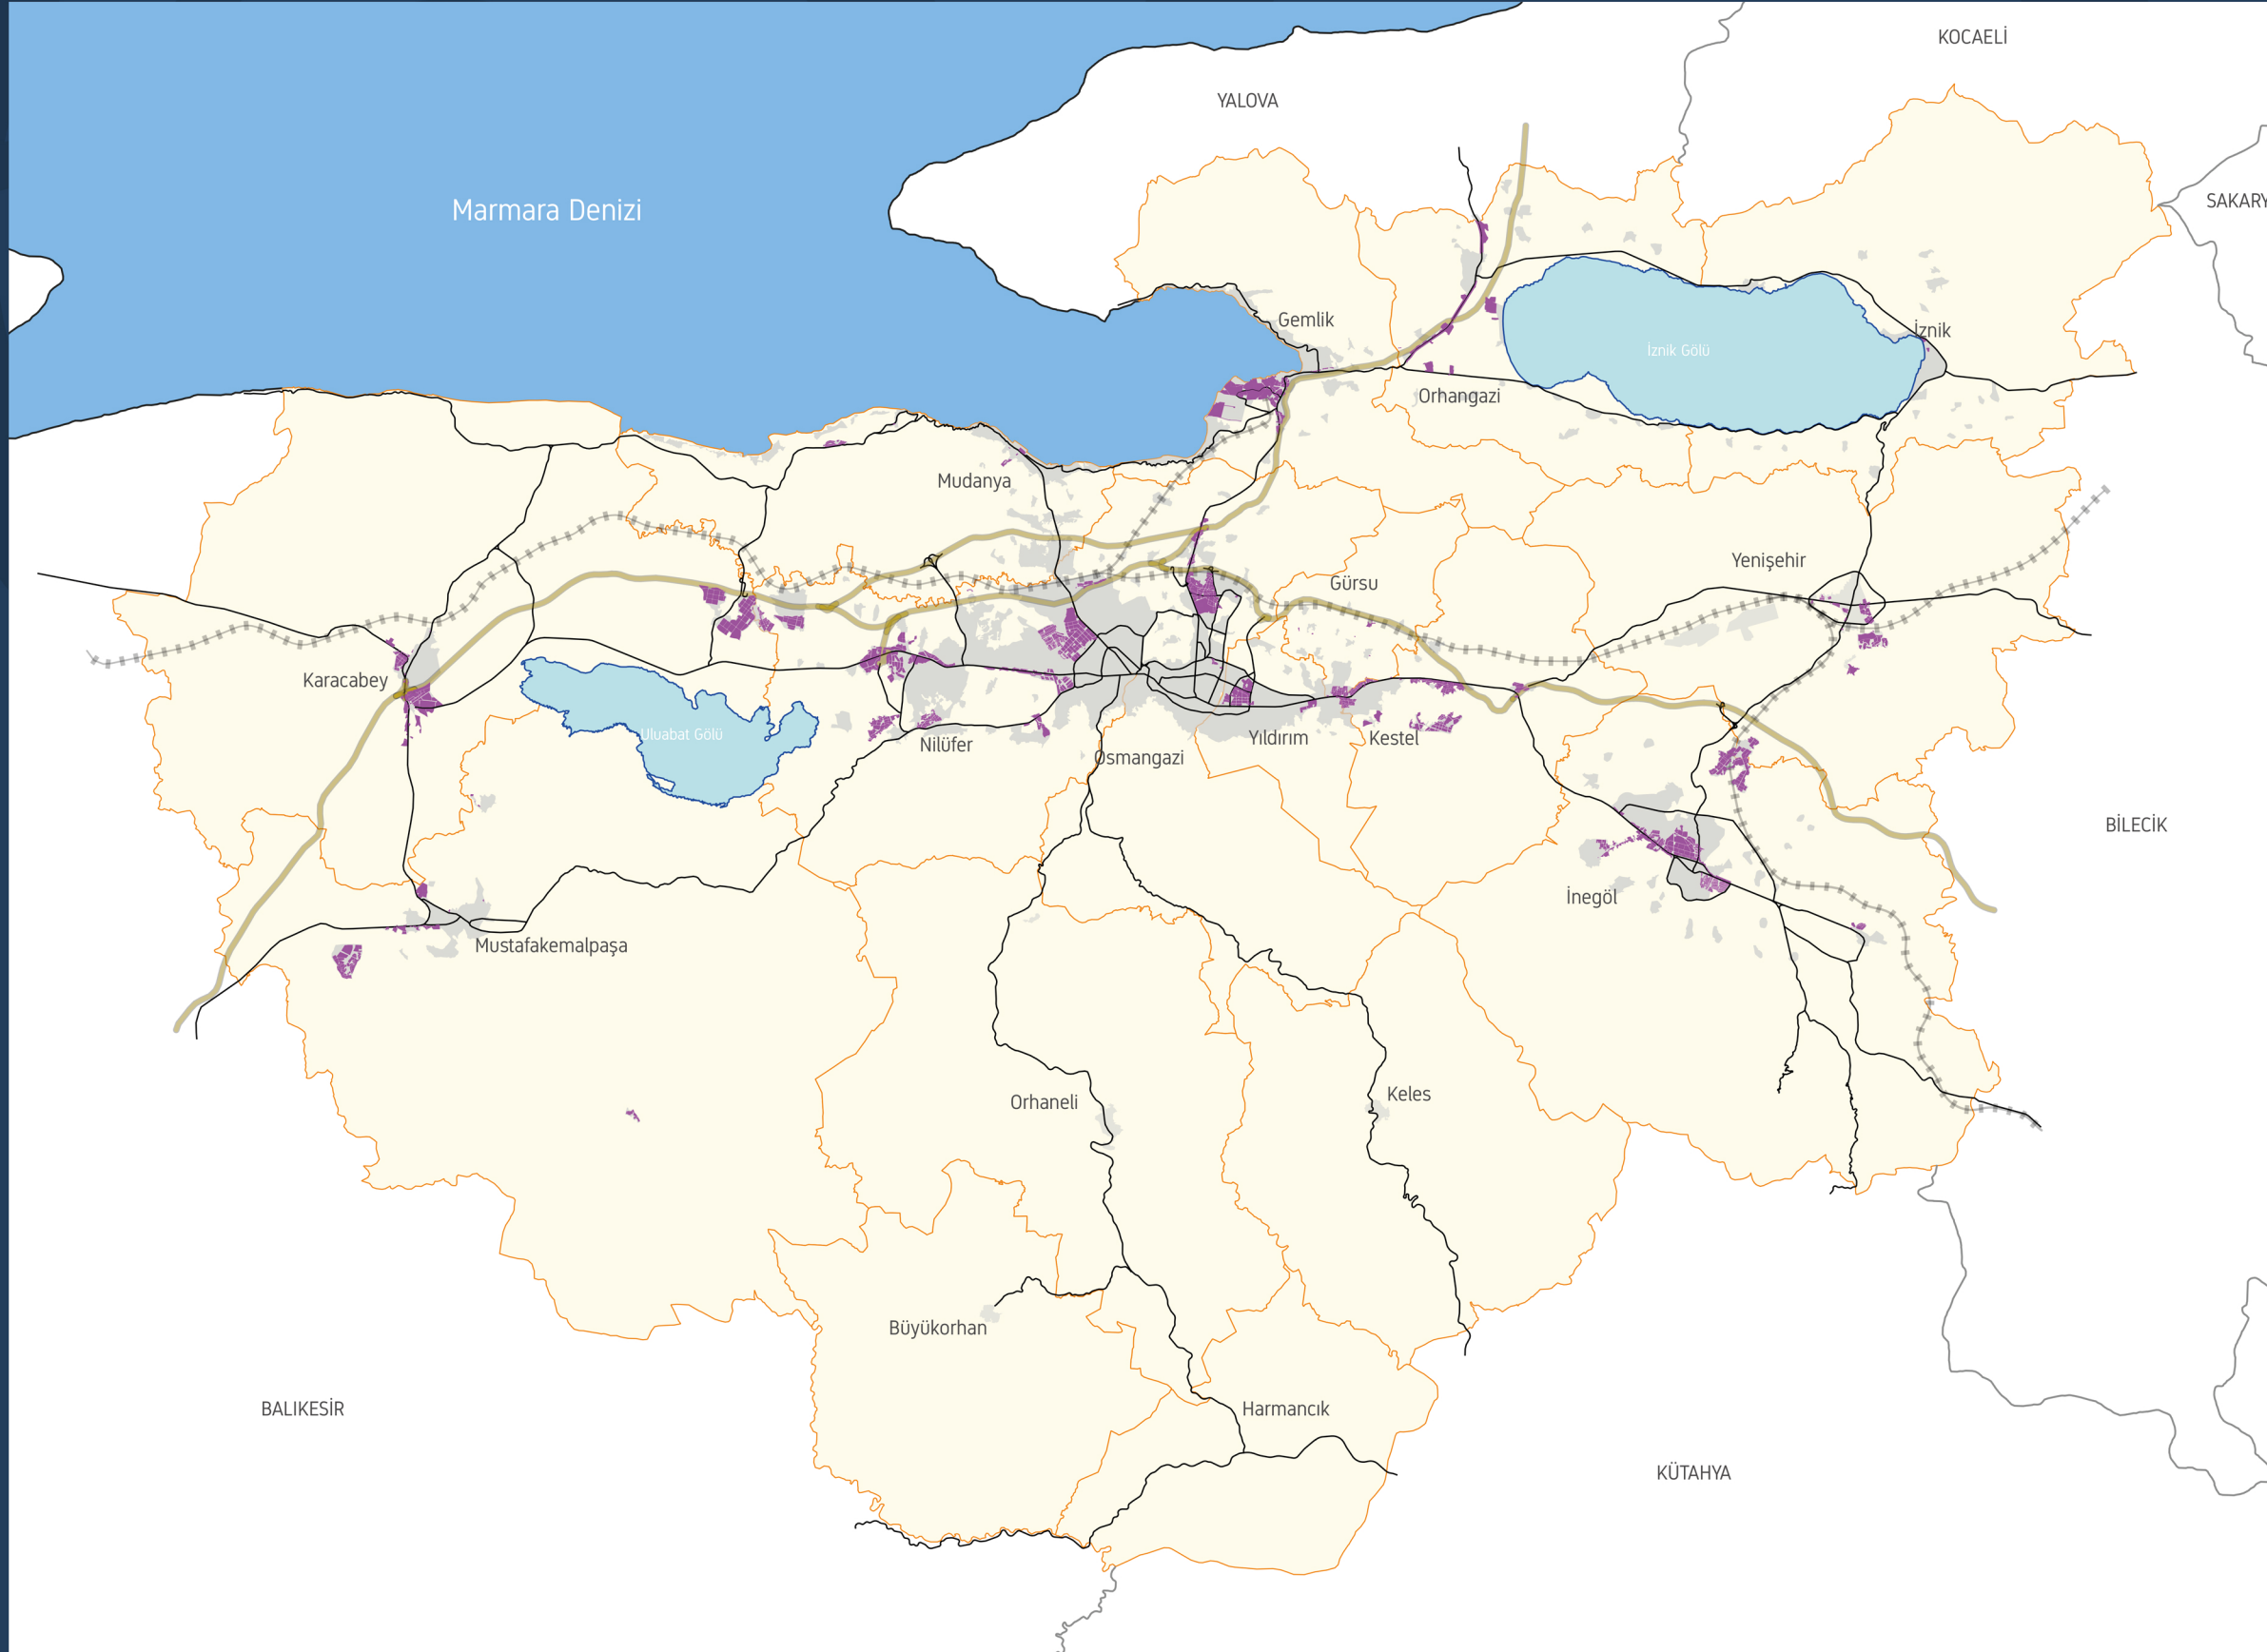 KOCAELİ
YALOVA
SAKARY
Marmara Denizi
Gemlik
İznik
İznik Gölü
Orhangazi
Mudanya
Yenişehir
Gürsu
Karacabey
Uluabat Gölü
Nilüfer
Yıldırım
Kestel
Osmangazi
BİLECİK
İnegöl
Mustafakemalpaşa
Orhaneli
Keles
Büyükorhan
BALIKESİR
Harmancık
KÜTAHYA